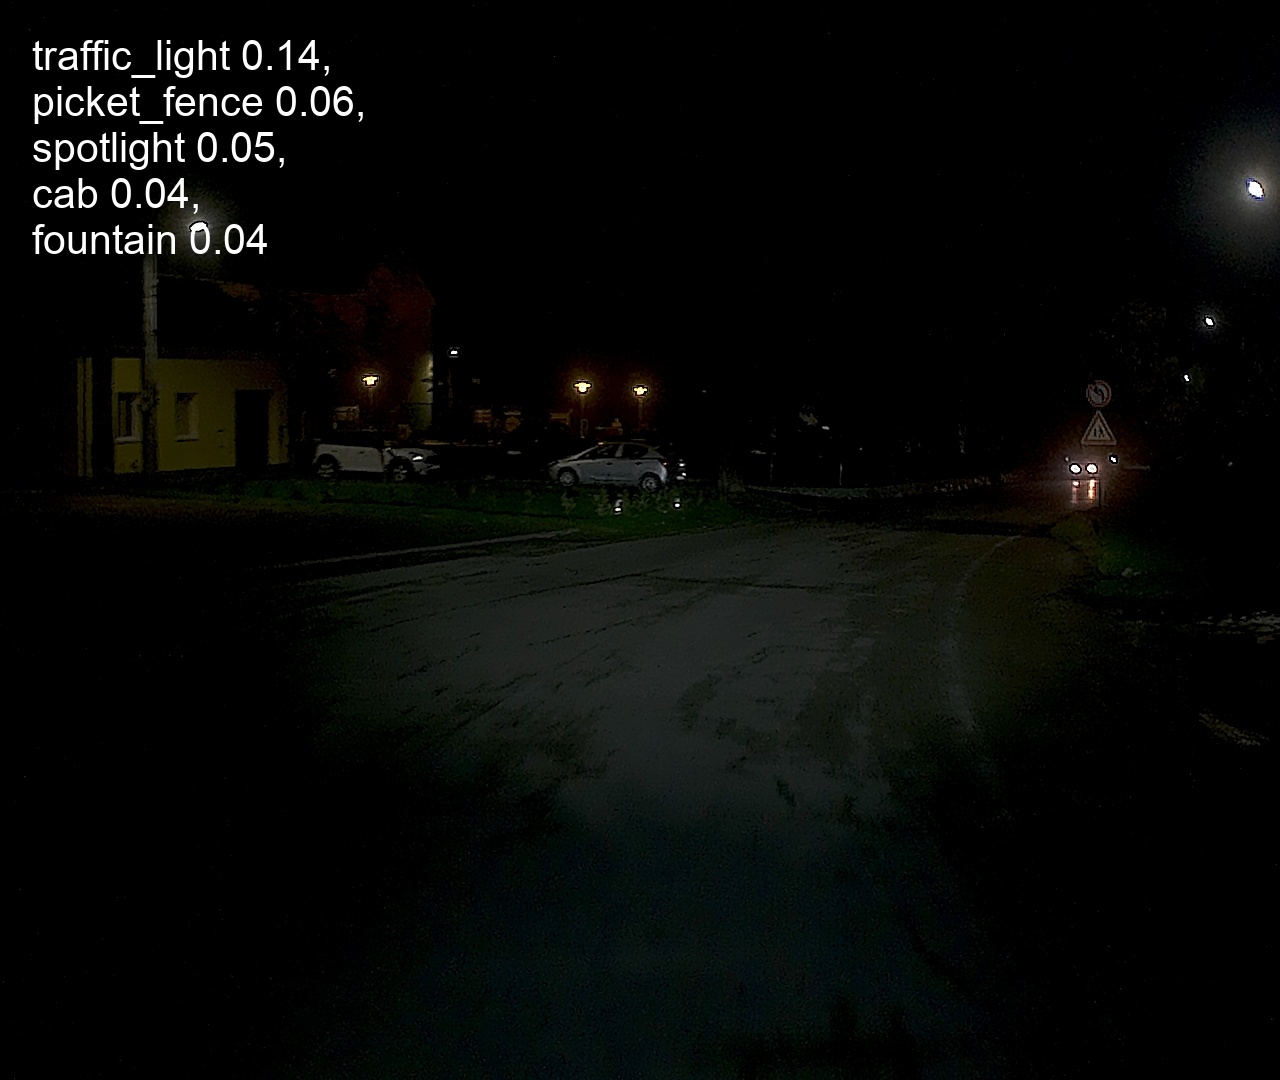 traffic_light 0.14,
picket_fence 0.06,
spotlight 0.05,
cab 0.04,
fountain 0.04